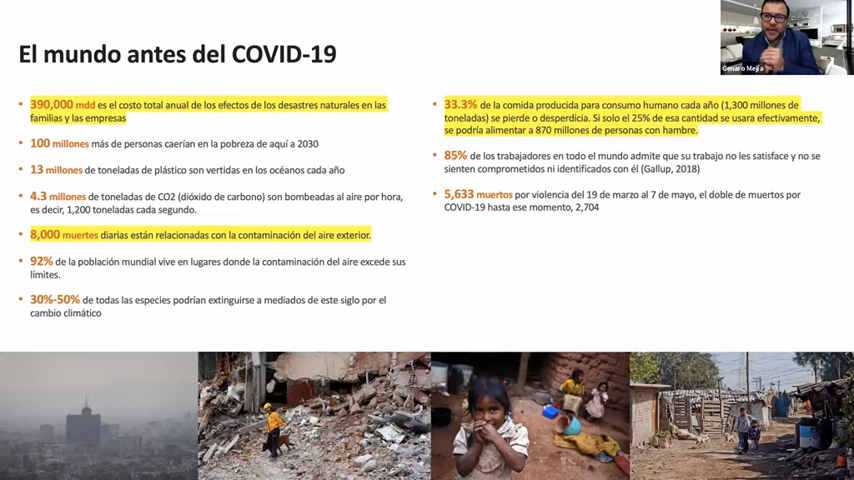 El mundo antes del COVID-19
• 390,000 mdd es el costo total anual de los efectos de los desastres naturales en las
familias y las empresas
• 100 millones más de personas caerían en la pobreza de aquí a 2030
• 13 millones de toneladas de plástico son vertidas en los océanos cada año
• 4.3 millones de toneladas de CO2 (dióxido de carbono) son bombeadas al aire por hora,
es decir, 1,200 toneladas cada segundo.
• 8,000 muertes diarias están relacionadas con la contaminación del aire exterior.
• 92% de la población mundial vive en lugares donde la contaminación del aire excede sus
límites.
• 30%-50% de todas las especies podrían extinguirse a mediados de este siglo por el
cambio climático
• 33.3% de la comida producida para consumo humano cada año (1,300 millones de
toneladas) se pierde o desperdicia. Si solo el 25% de esa cantidad se usara efectivamente,
se podría alimentar a 870 millones de personas con hambre.
• 85% de los trabajadores en todo el mundo admite que su trabajo no les satisface y no se
sienten comprometidos ni identificados con él (Gallup, 2018)
• 5,633 muertos por violencia del 19 de marzo al 7 de mayo, el doble de muertos por
COVID-19 hasta ese momento, 2,704
Genaro Mejía